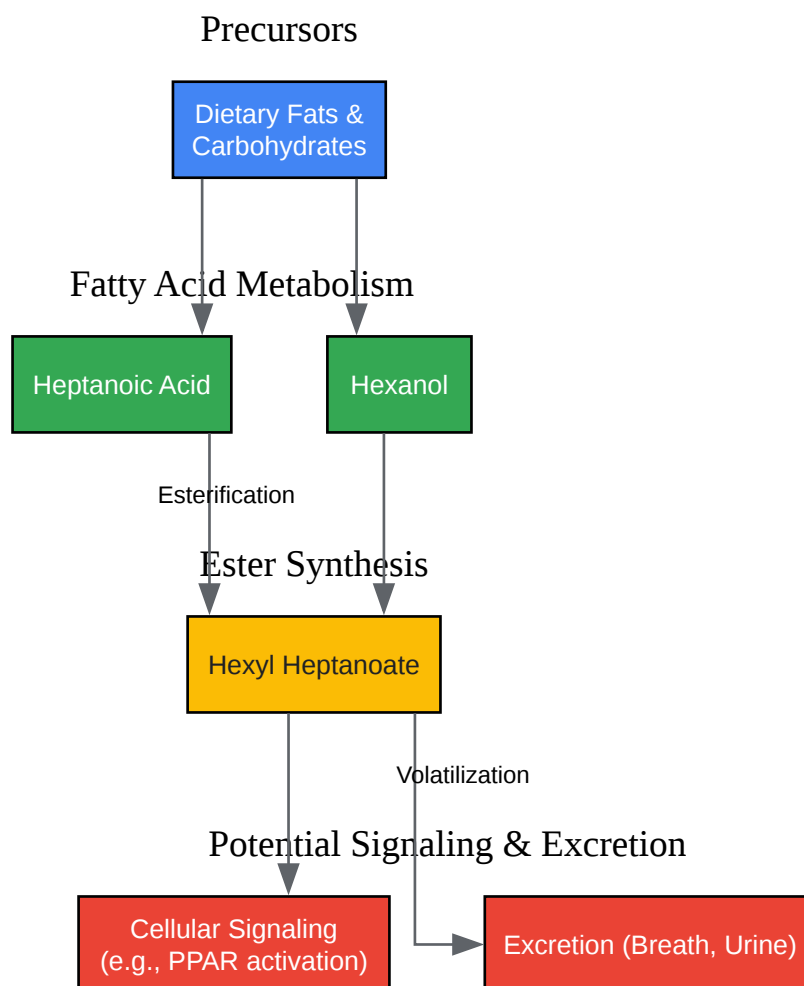 Precursors
Dietary Fats &
Carbohydrates
Fatty Acid Metabolism
Heptanoic Acid
Hexanol
Esterification
Ester Synthesis
Hexyl Heptanoate
Volatilization
Potential Signaling & Excretion
Cellular Signaling
(e.g., PPAR activation)
Excretion (Breath, Urine)